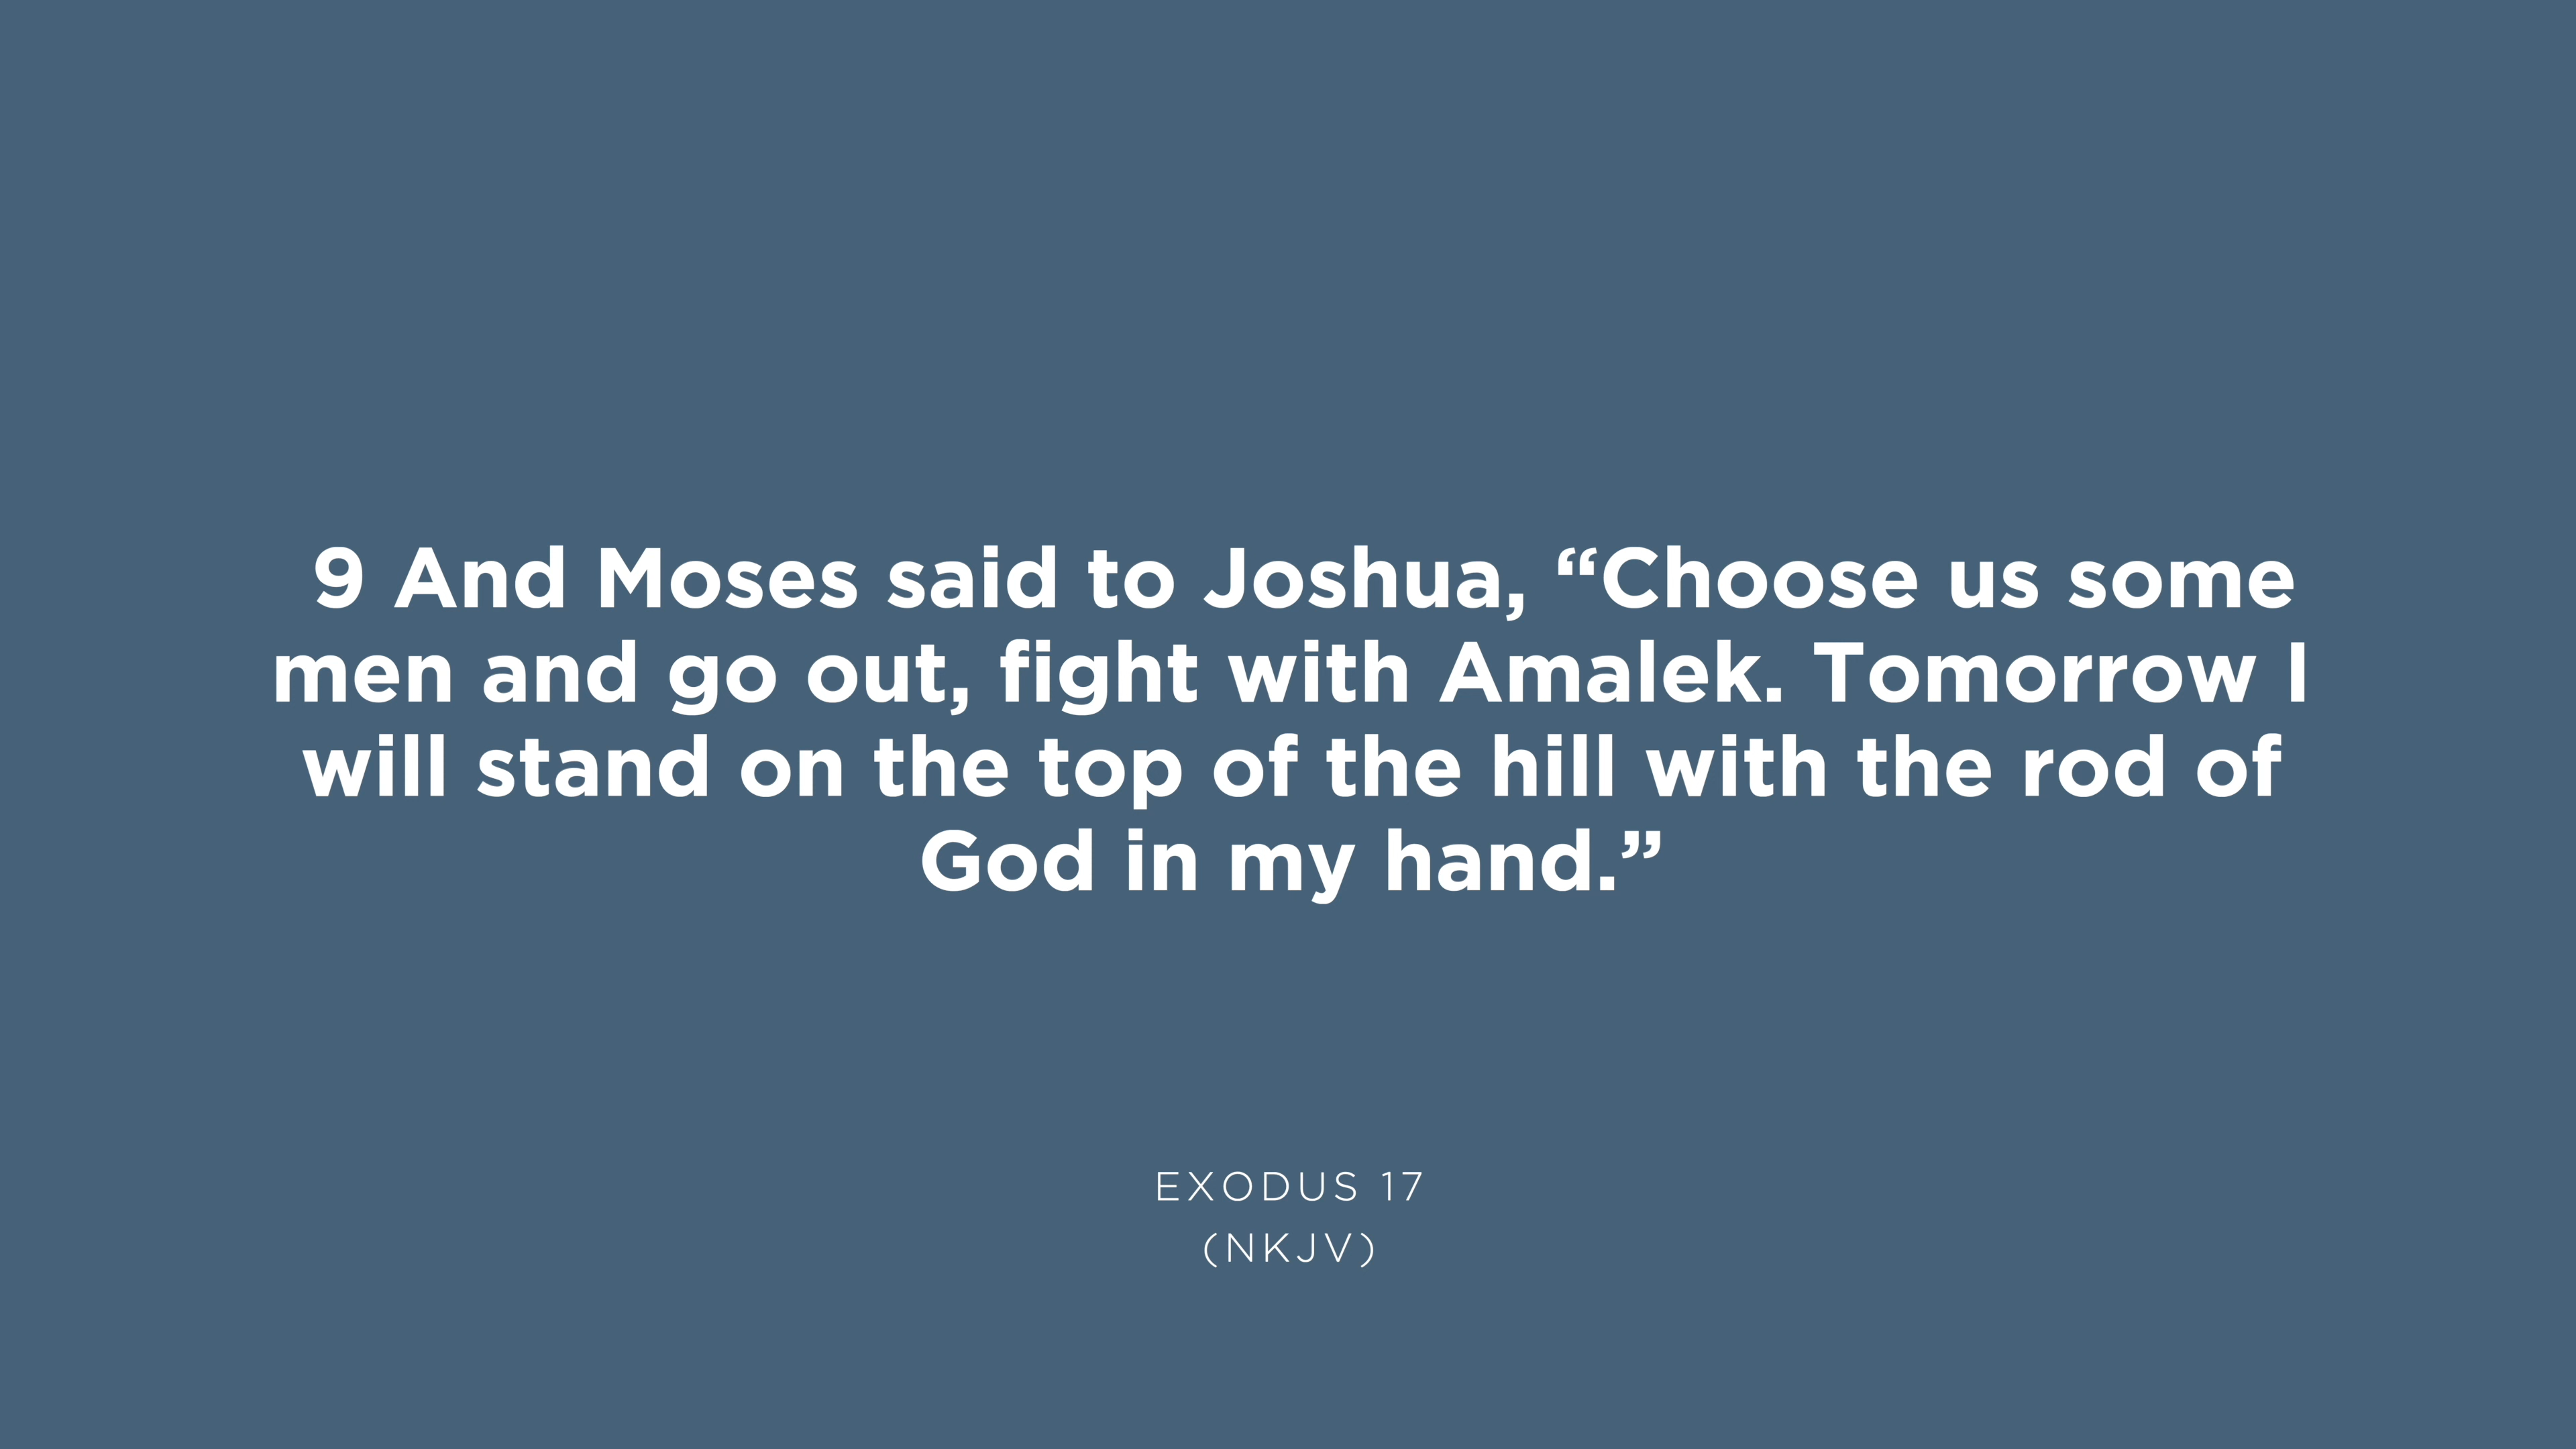 9 And Moses said to Joshua, “Choose us some
men and go out, fight with Amalek. Tomorrow I
will stand on the top of the hill with the rod of
God in my hand.”
EXODUS 17
(NKJV)